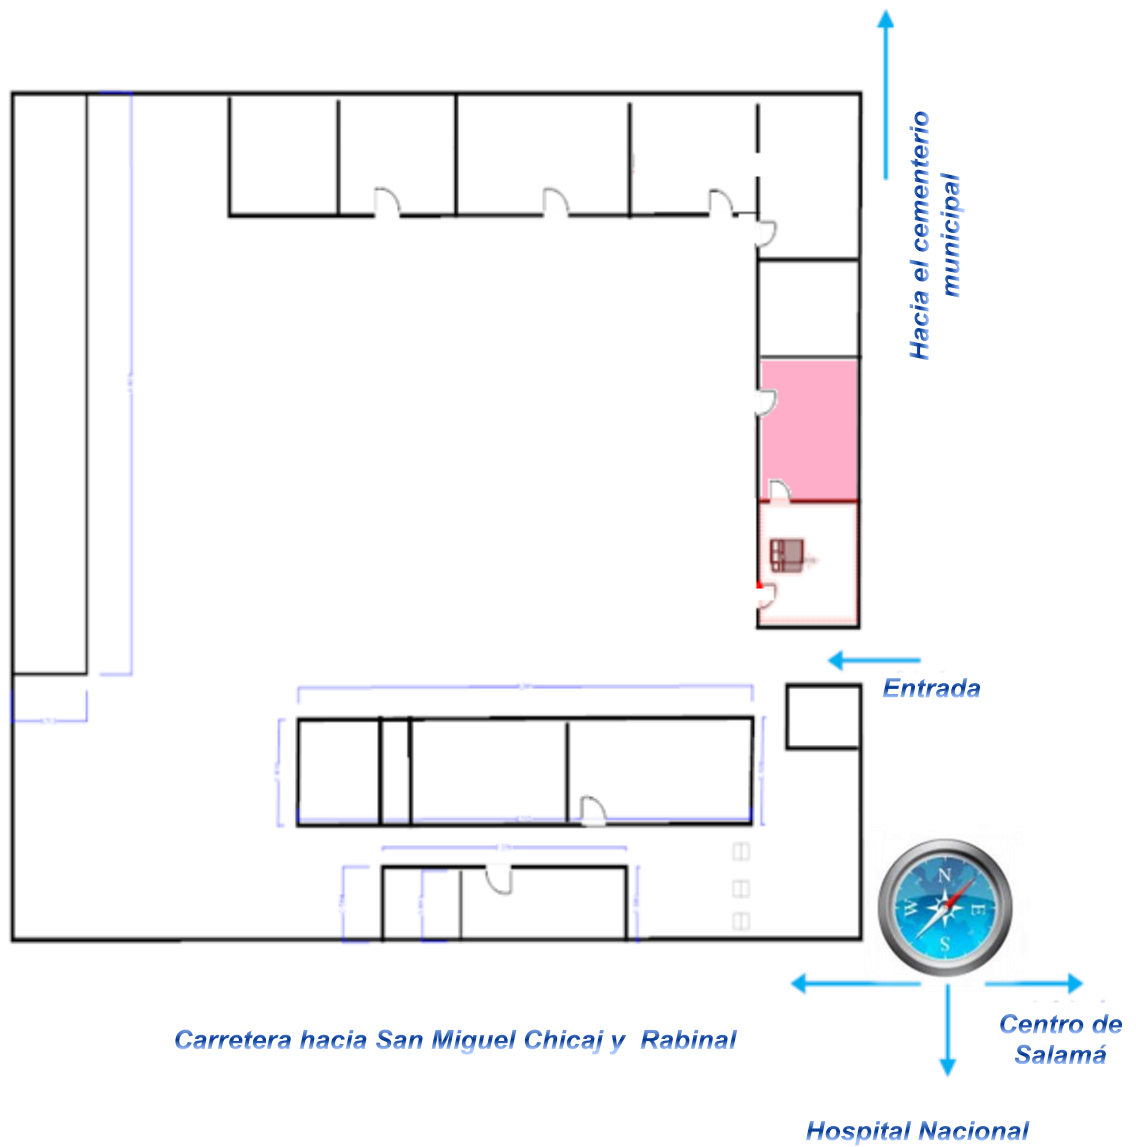 Hacia el cementerio
municipal
Entrada
N
W
E
S
Carretera hacia San Miguel Chicaj y  Rabinal
Centro de
Salamá
Hospital Nacional